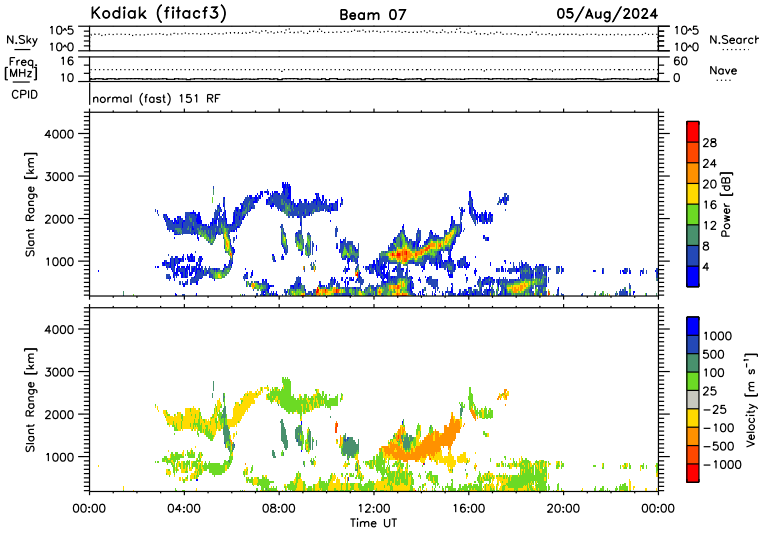 Kodiak (fitacf3) Beam 07 05/Aug/2024
N.Sky 10^5 10^0 10^5 10^0 N.Search
Freq. [MHz] 16 10 60 0 Nave
CPID normal (fast) 151 RF
Slant Range [km] 4000 3000 2000 1000
Power [dB] 28 24 20 16 12 8 4
Slant Range [km] 4000 3000 2000 1000
Velocity [m s⁻¹] 1000 500 100 25 −25 −100 −500 −1000
00:00 04:00 08:00 12:00 16:00 20:00 00:00
Time UT